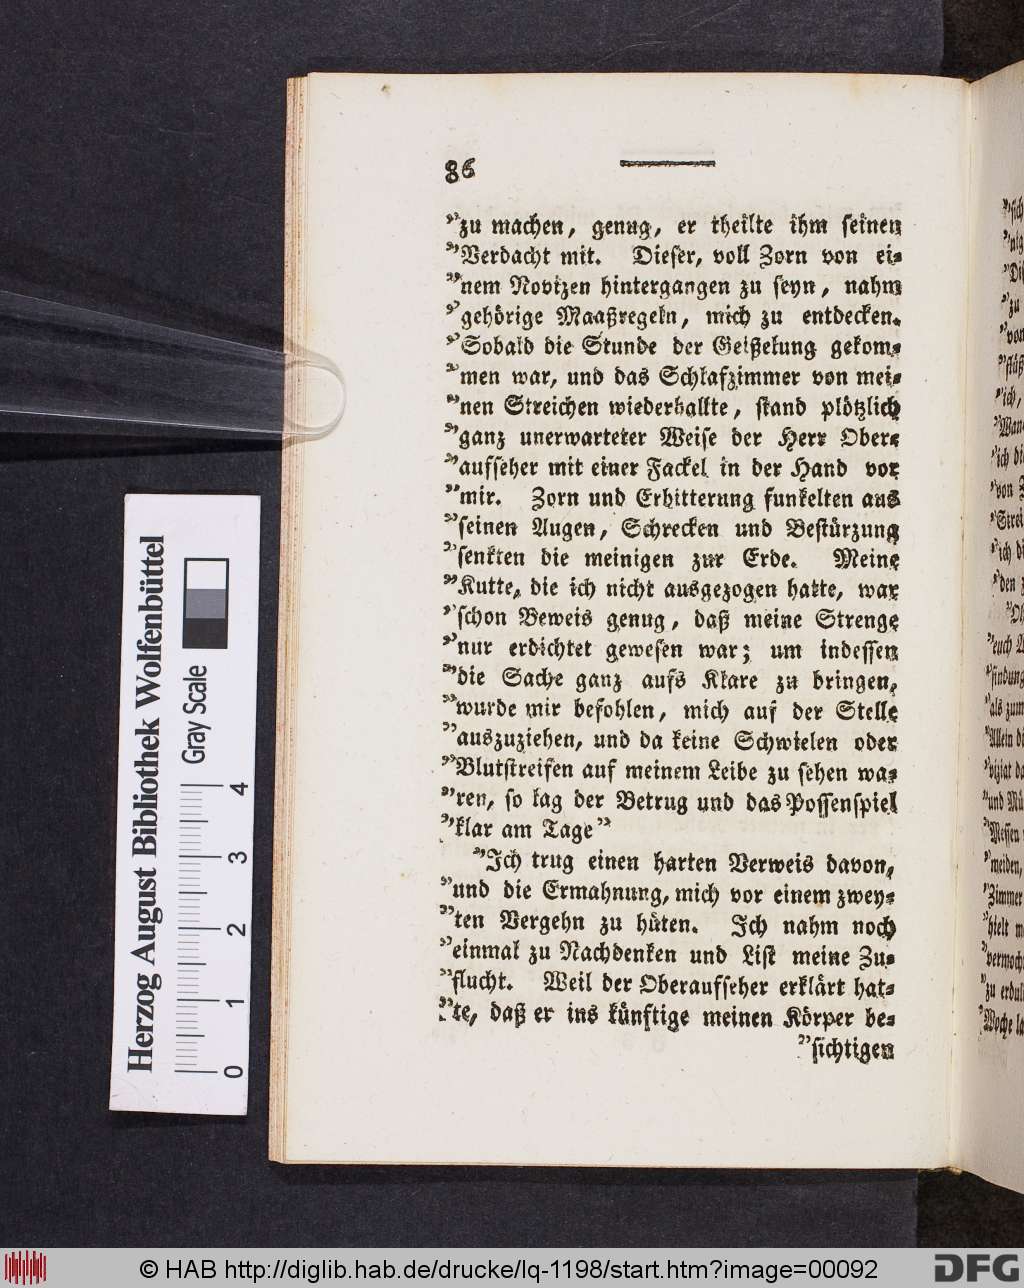 86
"zu machen, genug, er theilte ihm seinen
"Verdacht mit. Dieser, voll Zorn von ei=
"nem Novizen hintergangen zu seyn, nahm
"gehörige Maaßregeln, mich zu entdecken.
"Sobald die Stunde der Geißelung gekom=
"men war, und das Schlafzimmer von mei=
"nen Streichen wiederhallte, stand plötzlich
"ganz unerwarteter Weise der Herr Ober=
"aufseher mit einer Fackel in der Hand vor
"mir. Zorn und Erbitterung funkelten aus
"seinen Augen, Schrecken und Bestürzung
"senkten die meinigen zur Erde. Meine
"Kutte, die ich nicht ausgezogen hatte, war
"schon Beweis genug, daß meine Strenge
"nur erdichtet gewesen war; um indessen
"die Sache ganz aufs Klare zu bringen,
"wurde mir befohlen, mich auf der Stelle
"auszuziehen, und da keine Schwielen oder
"Blutstreifen auf meinem Leibe zu sehen wa=
"ren, so lag der Betrug und das Possenspiel
"klar am Tage"
"Ich trug einen harten Verweis davon,
"und die Ermahnung, mich vor einem zwey=
"ten Vergehn zu hüten. Ich nahm noch
"einmal zu Nachdenken und List meine Zu=
"flucht. Weil der Oberaufseher erklärt hat=
"te, daß er ins künftige meinen Körper be=
"sichtigen
Herzog August Bibliothek Wolfenbüttel
Gray Scale
0 1 2 3 4
© HAB http://diglib.hab.de/drucke/lq-1198/start.htm?image=00092
DFG